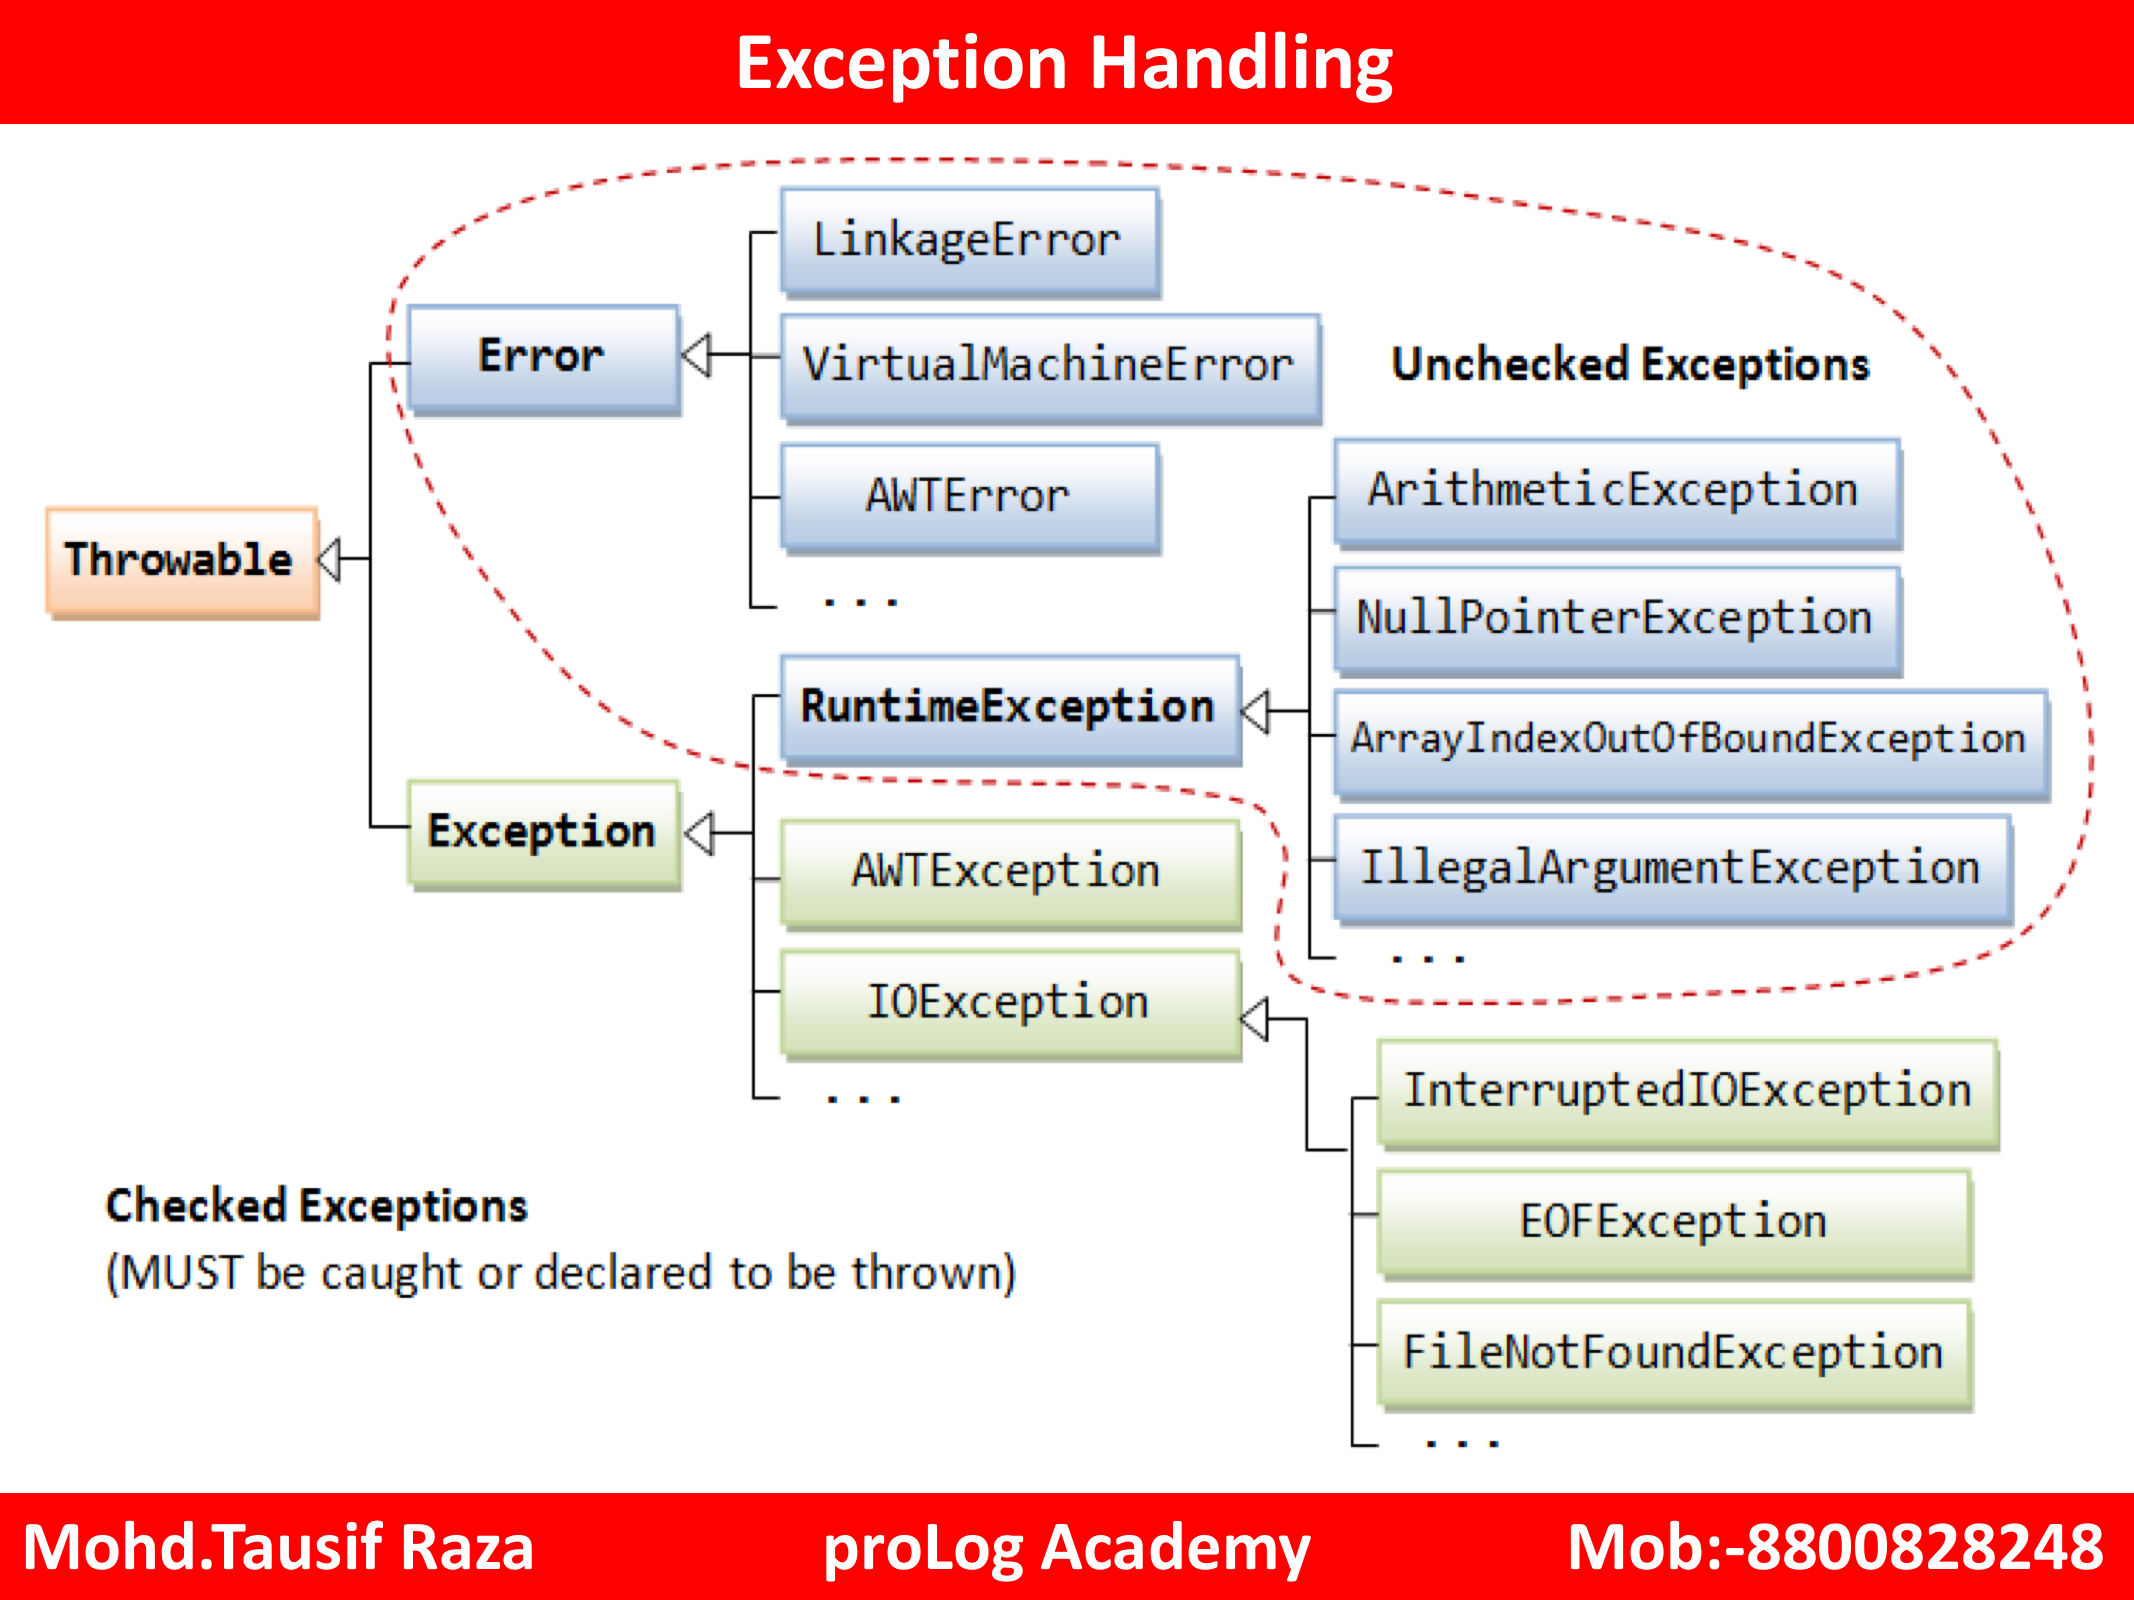 Exception Handling
LinkageError
Error
VirtualMachineError
Unchecked Exceptions
AWTError
ArithmeticException
Throwable
...
NullPointerException
RuntimeException
ArrayIndexOutOfBoundException
Exception
AWTException
IllegalArgumentException
...
IOException
...
InterruptedIOException
Checked Exceptions
EOFException
(MUST be caught or declared to be thrown)
FileNotFoundException
...
Mohd.Tausif Raza proLog Academy Mob:-8800828248